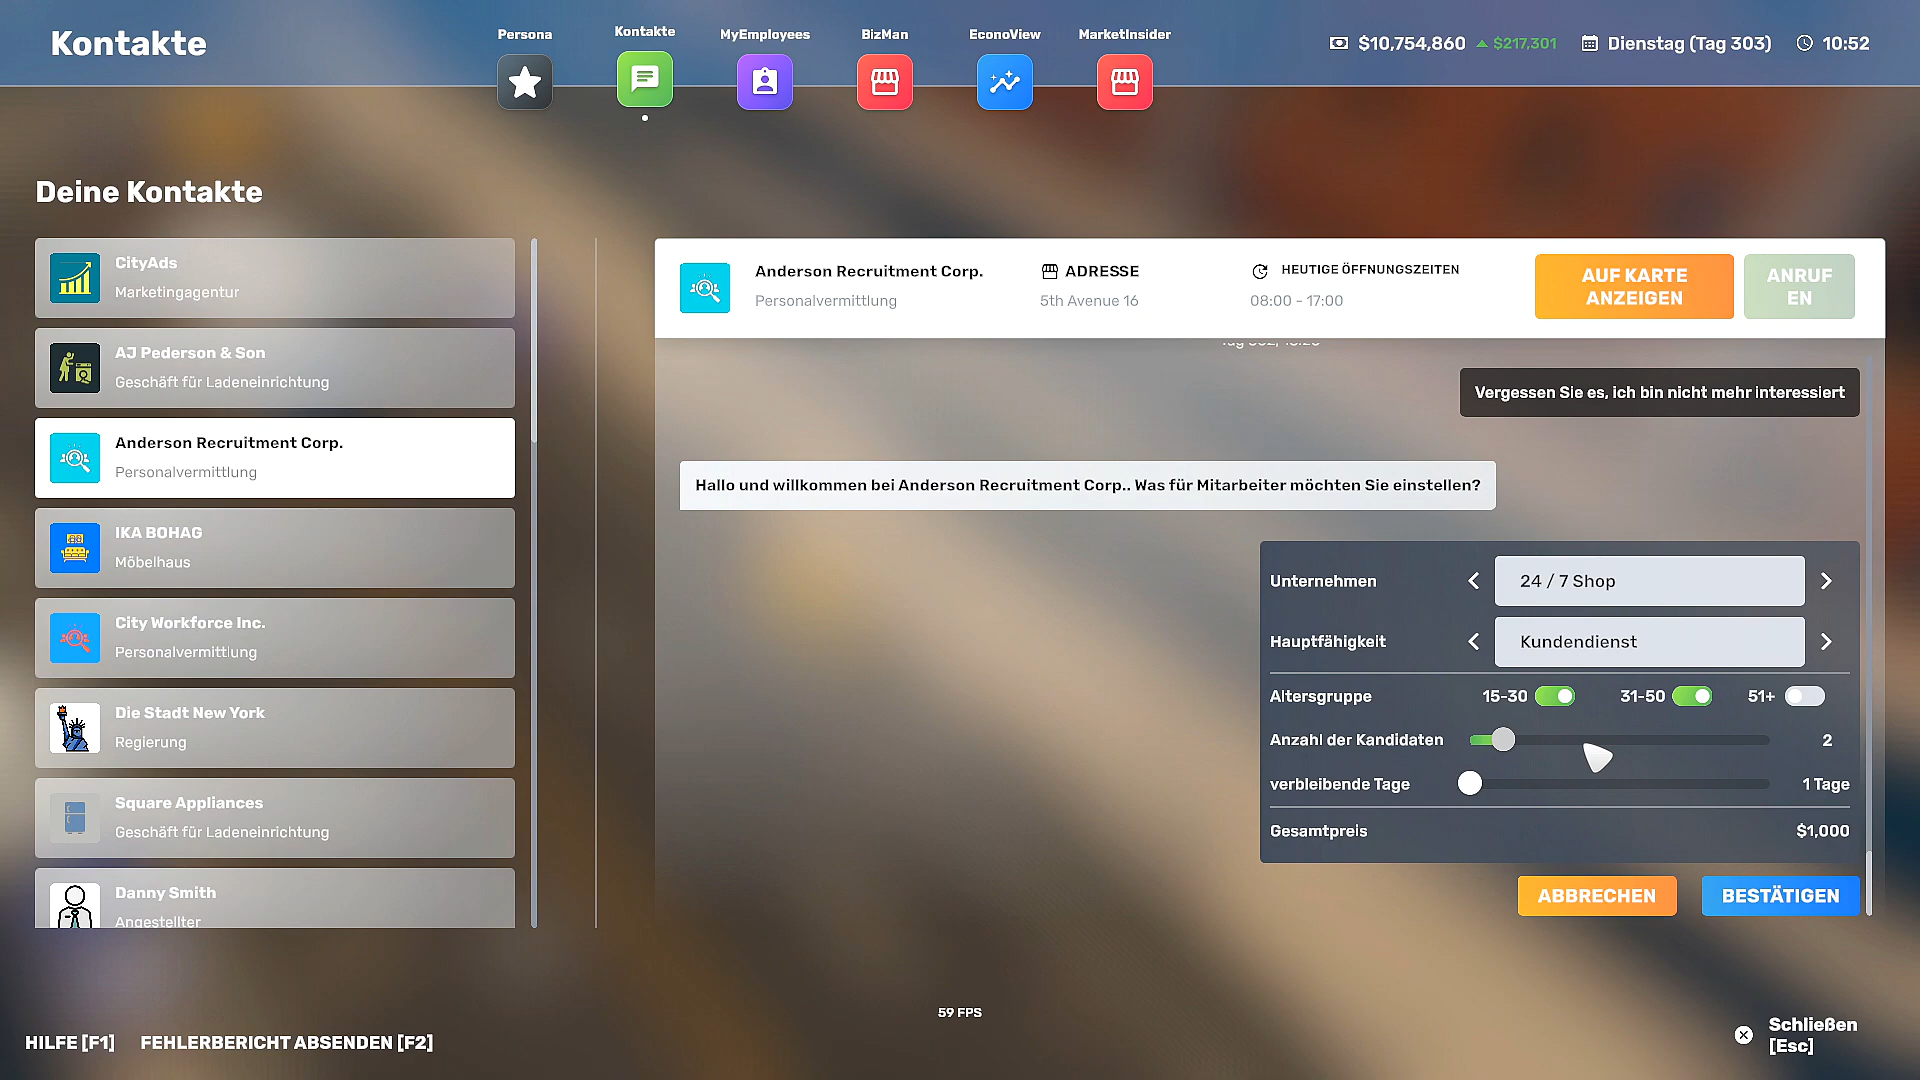 Kontakte
Persona
Kontakte
MyEmployees
BizMan
EconoView
MarketInsider
$10,754,860
$217,301
Dienstag (Tag 303)
10:52
Deine Kontakte
CityAds
Marketingagentur
AJ Pederson & Son
Geschäft für Ladeneinrichtung
Anderson Recruitment Corp.
Personalvermittlung
IKA BOHAG
Möbelhaus
City Workforce Inc.
Personalvermittlung
Die Stadt New York
Regierung
Square Appliances
Geschäft für Ladeneinrichtung
Danny Smith
Angestellter
Anderson Recruitment Corp.
Personalvermittlung
ADRESSE
5th Avenue 16
HEUTIGE ÖFFNUNGSZEITEN
08:00 - 17:00
AUF KARTE
ANZEIGEN
ANRUF
EN
Vergessen Sie es, ich bin nicht mehr interessiert
Hallo und willkommen bei Anderson Recruitment Corp.. Was für Mitarbeiter möchten Sie einstellen?
Unternehmen
24 / 7 Shop
Hauptfähigkeit
Kundendienst
Altersgruppe
15-30
31-50
51+
Anzahl der Kandidaten
2
verbleibende Tage
1 Tage
Gesamtpreis
$1,000
ABBRECHEN
BESTÄTIGEN
59 FPS
HILFE [F1]
FEHLERBERICHT ABSENDEN [F2]
Schließen
[Esc]